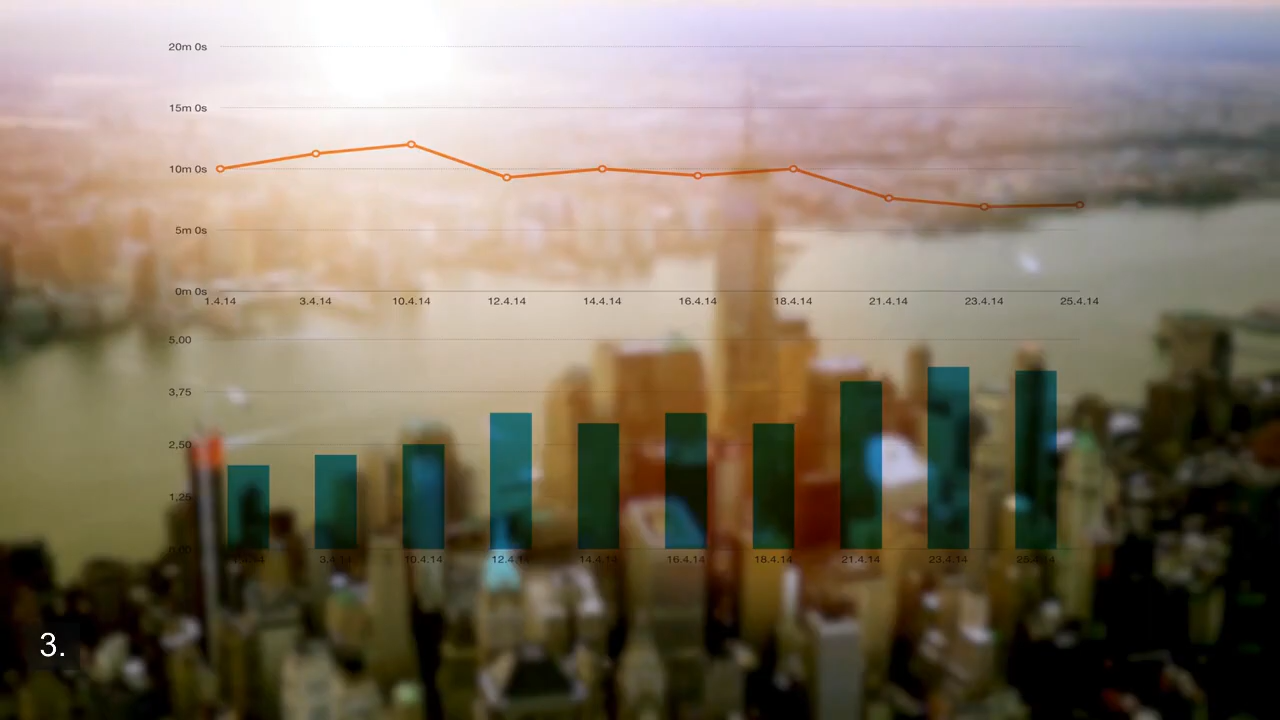 20m 0s
15m 0s
10m 0s
5m 0s
0m 0s
1.4.14 3.4.14 10.4.14 12.4.14 14.4.14 16.4.14 18.4.14 21.4.14 23.4.14 25.4.14
5,00
3,75
2,50
1,25
0,00
3.4.14 10.4.14 12.4.14 14.4.14 16.4.14 18.4.14 21.4.14 23.4.14 25.4.14
3.